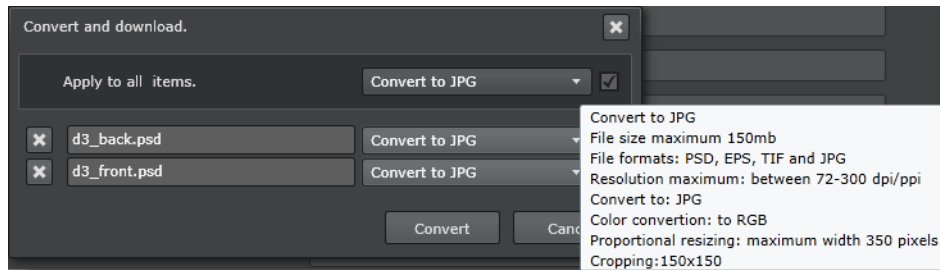 Convert and download.
Apply to all items.
Convert to JPG
d3_back.psd
Convert to JPG
d3_front.psd
Convert to JPG
Convert
Convert to JPG
File size maximum 150mb
File formats: PSD, EPS, TIF and JPG
Resolution maximum: between 72-300 dpi/ppi
Convert to: JPG
Color convertion: to RGB
Proportional resizing: maximum width 350 pixels
Cropping:150x150